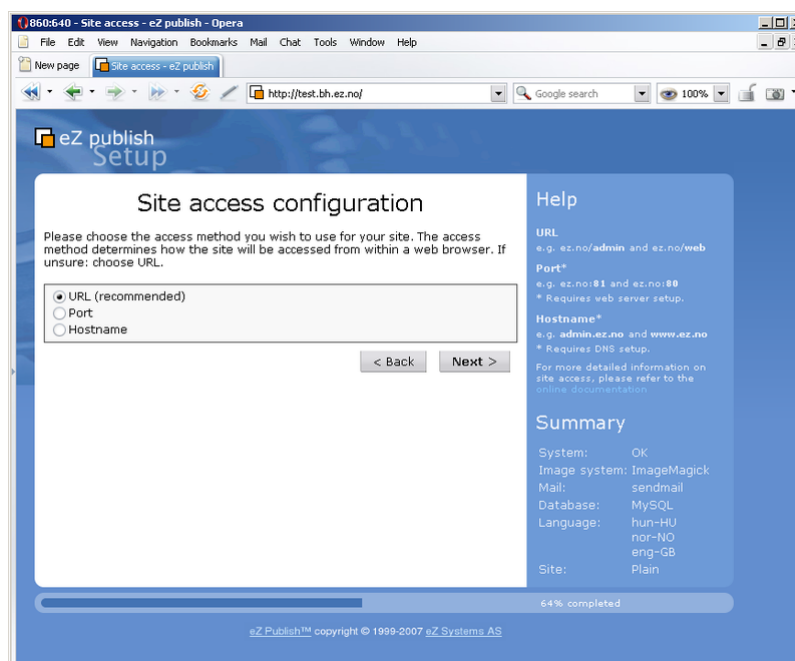 860:640 - Site access - eZ publish - Opera
File Edit View Navigation Bookmarks Mail Chat Tools Window Help
New page Site access - eZ publish
http://test.bh.ez.no/ Google search 100%
eZ publish
Setup
Site access configuration
Please choose the access method you wish to use for your site. The access
method determines how the site will be accessed from within a web browser. If
unsure: choose URL.
URL (recommended)
Port
Hostname
< Back Next >
Help
URL
e.g. ez.no/admin and ez.no/web
Port*
e.g. ez.no:81 and ez.no:80
* Requires web server setup.
Hostname*
e.g. admin.ez.no and www.ez.no
* Requires DNS setup.
For more detailed information on
site access, please refer to the
online documentation
Summary
System: OK
Image system: ImageMagick
Mail: sendmail
Database: MySQL
Language: hun-HU
nor-NO
eng-GB
Site: Plain
64% completed
eZ Publish™ copyright © 1999-2007 eZ Systems AS